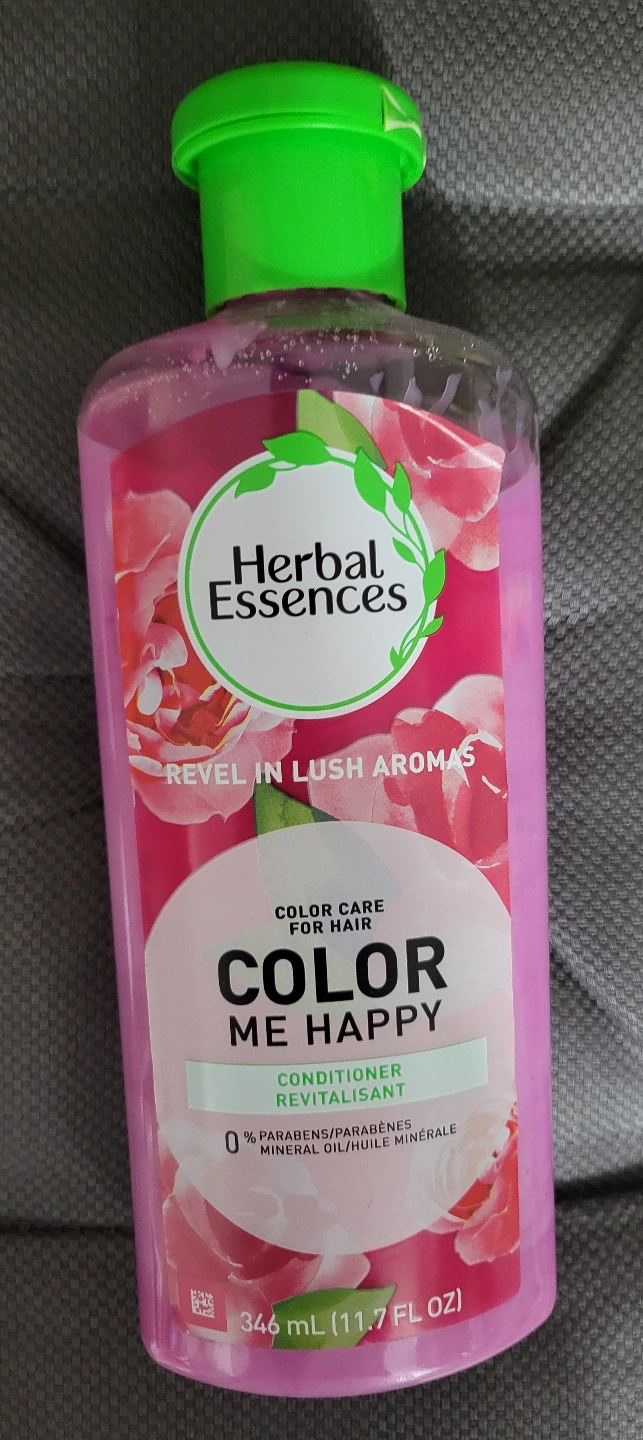 Herbal
Essences
REVEL IN LUSH AROMAS
COLOR CARE
FOR HAIR
COLOR
ME HAPPY
CONDITIONER
REVITALISANT
0% PARABENS/PARABÈNES
MINERAL OIL/HUILE MINÉRALE
346 mL (11.7 FL OZ)